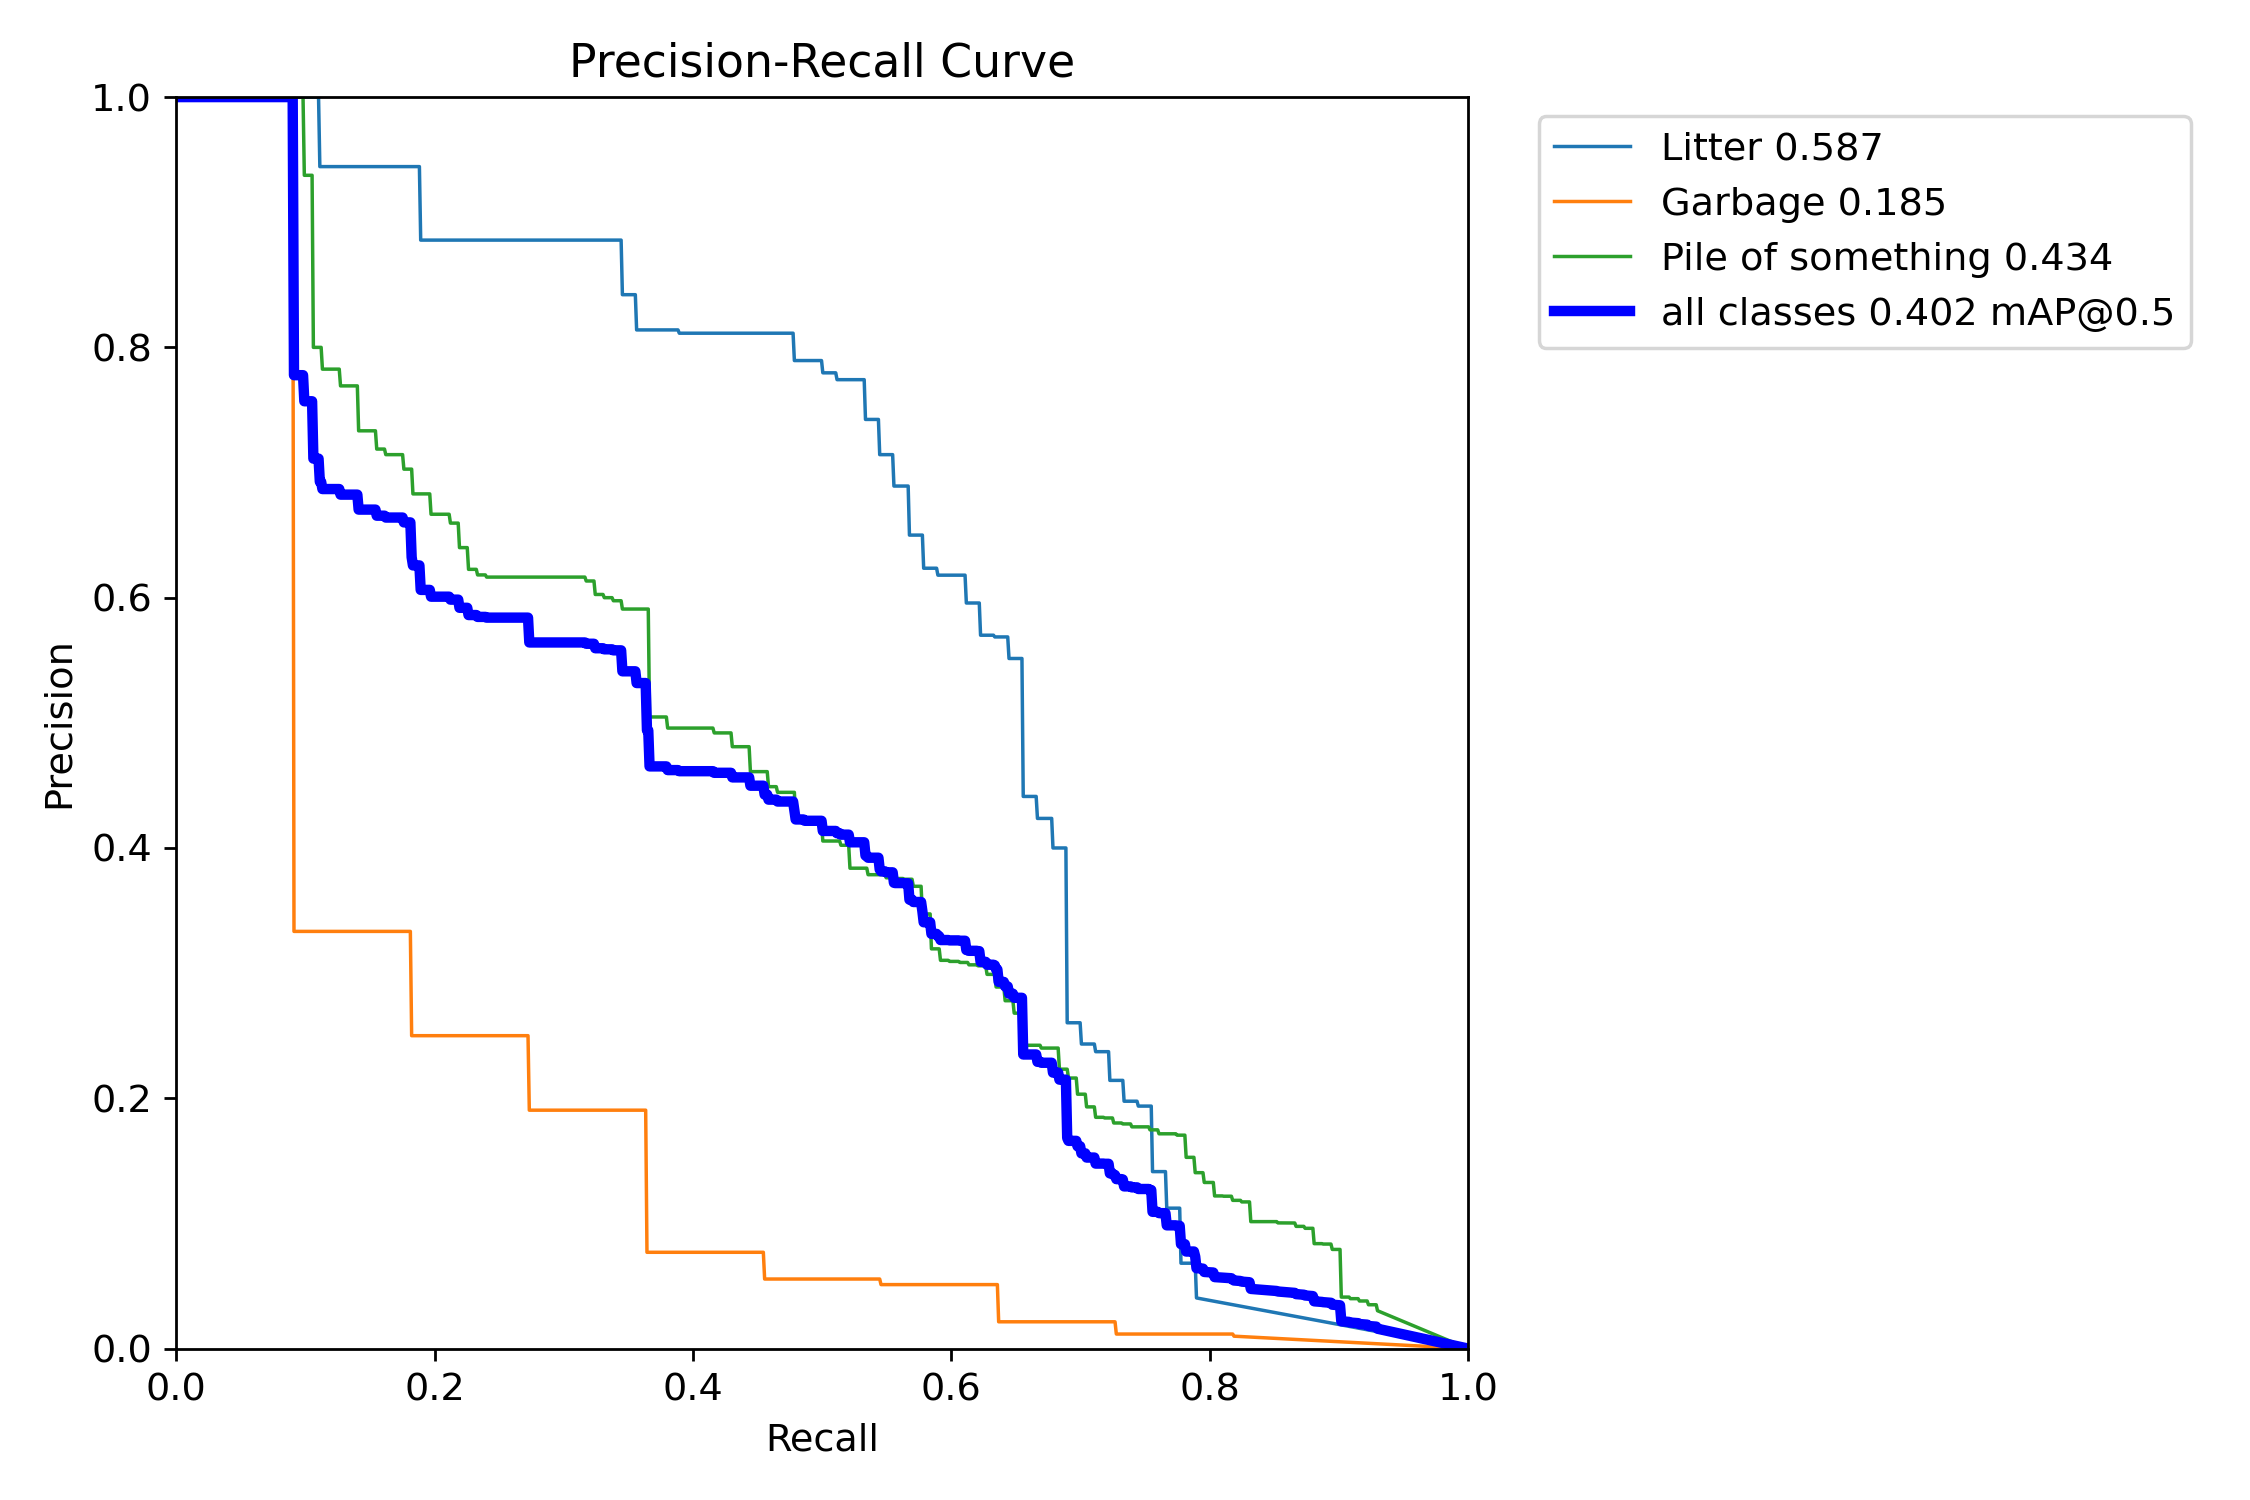 Precision-Recall Curve
1.0
0.8
0.6
0.4
0.2
0.0
Precision
0.0 0.2 0.4 0.6 0.8 1.0
Recall
Litter 0.587
Garbage 0.185
Pile of something 0.434
all classes 0.402 mAP@0.5